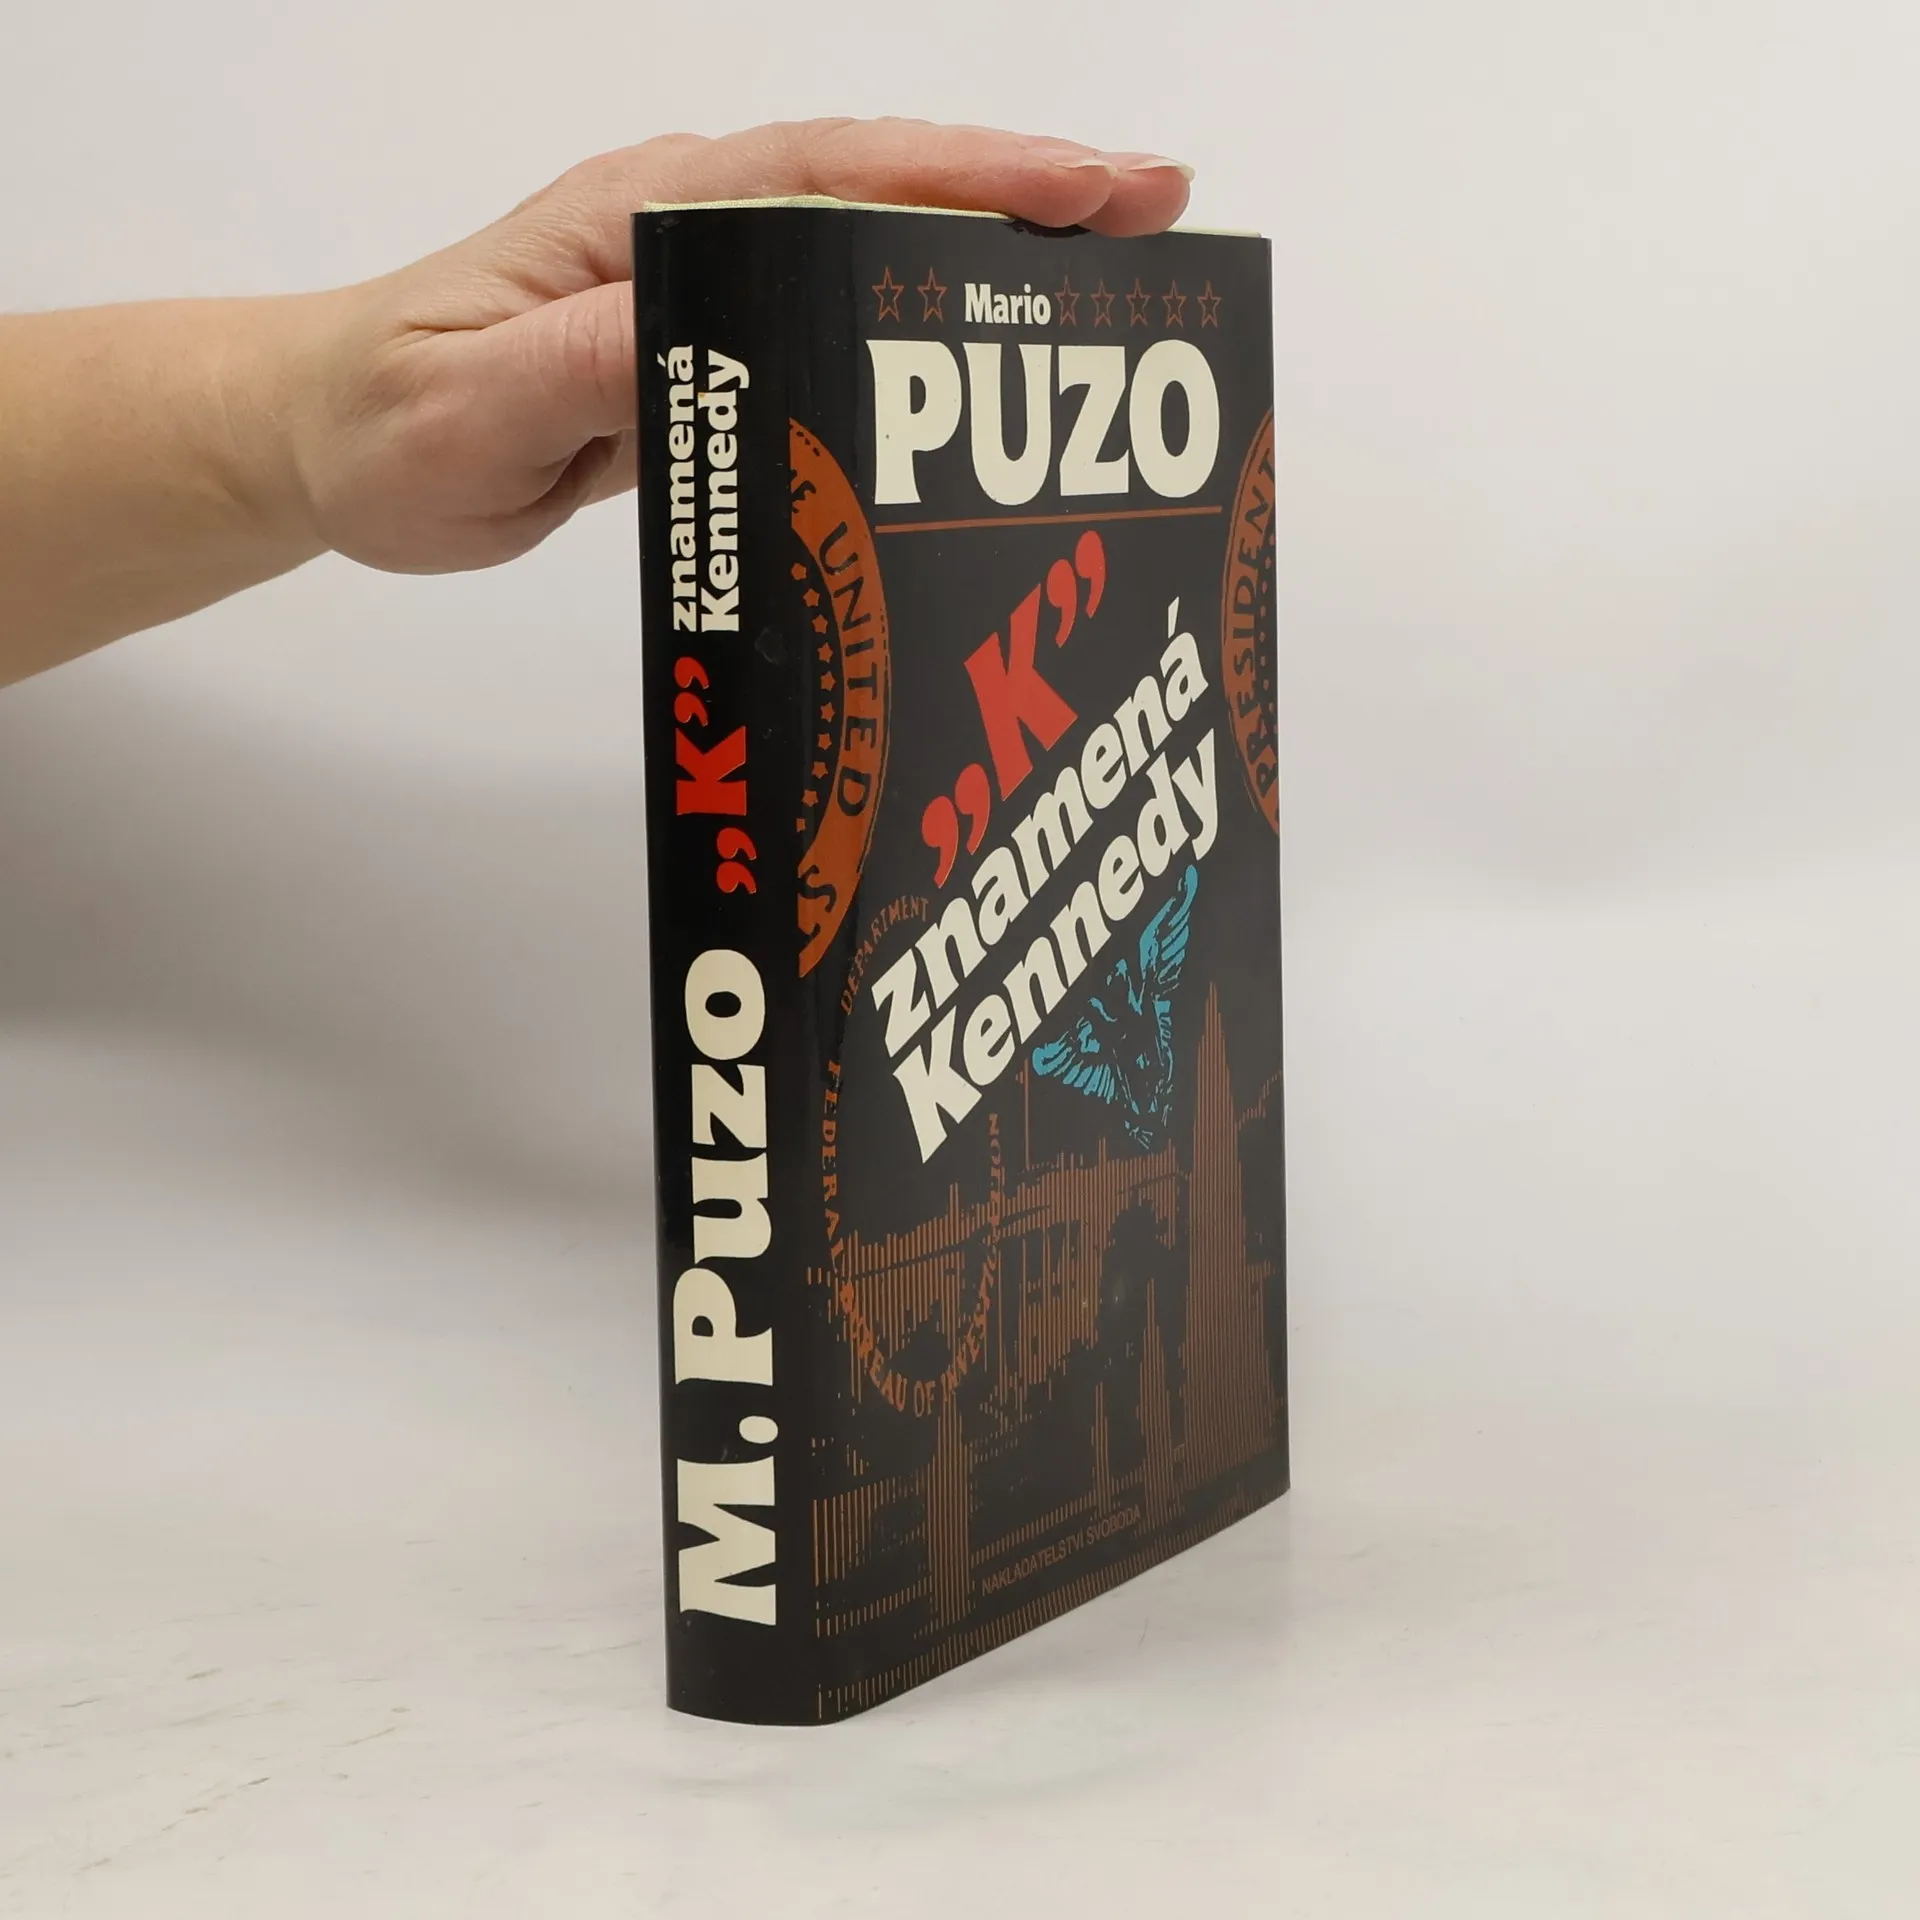 M. Puzo „K” znamená
Kennedy
Mario
PUZO
„K”
znamená
Kennedy
UNITED
S
PRESIDENT
DEPARTMENT
FEDERAL BUREAU OF INVESTIGATION
NAKLADATELSTVÍ SVOBODA